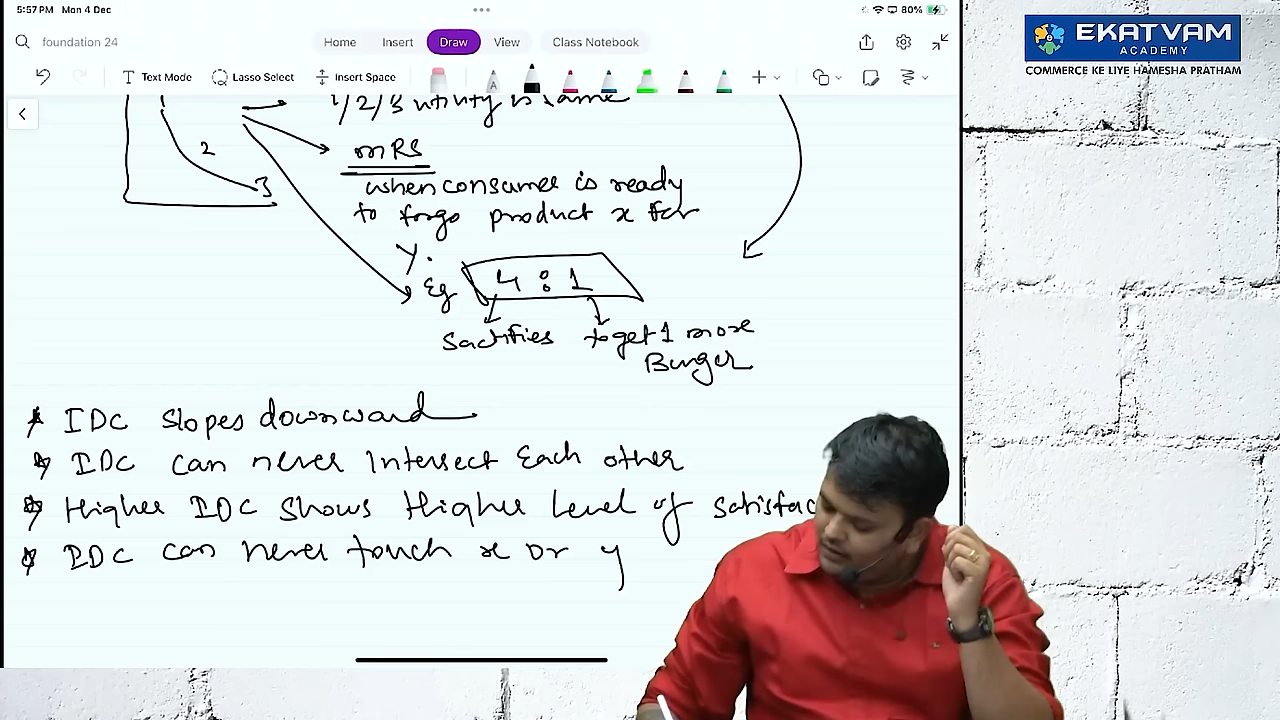 5:57 PM Mon 4 Dec
80%
foundation 24
Home Insert Draw View Class Notebook
Text Mode Lasso Select Insert Space
EKATVAM
ACADEMY
COMMERCE KE LIYE HAMESHA PRATHAM
1/2/3 utility is same
2
3
MRS
when consumer is ready
to forgo product x for
y.
Eg 4 : 1
Sacrifies to get 1 more
Burger
IDC slopes downward
IDC can never Intersect Each other
Higher IDC shows Higher Level of satisfac
IDC can never touch x or y